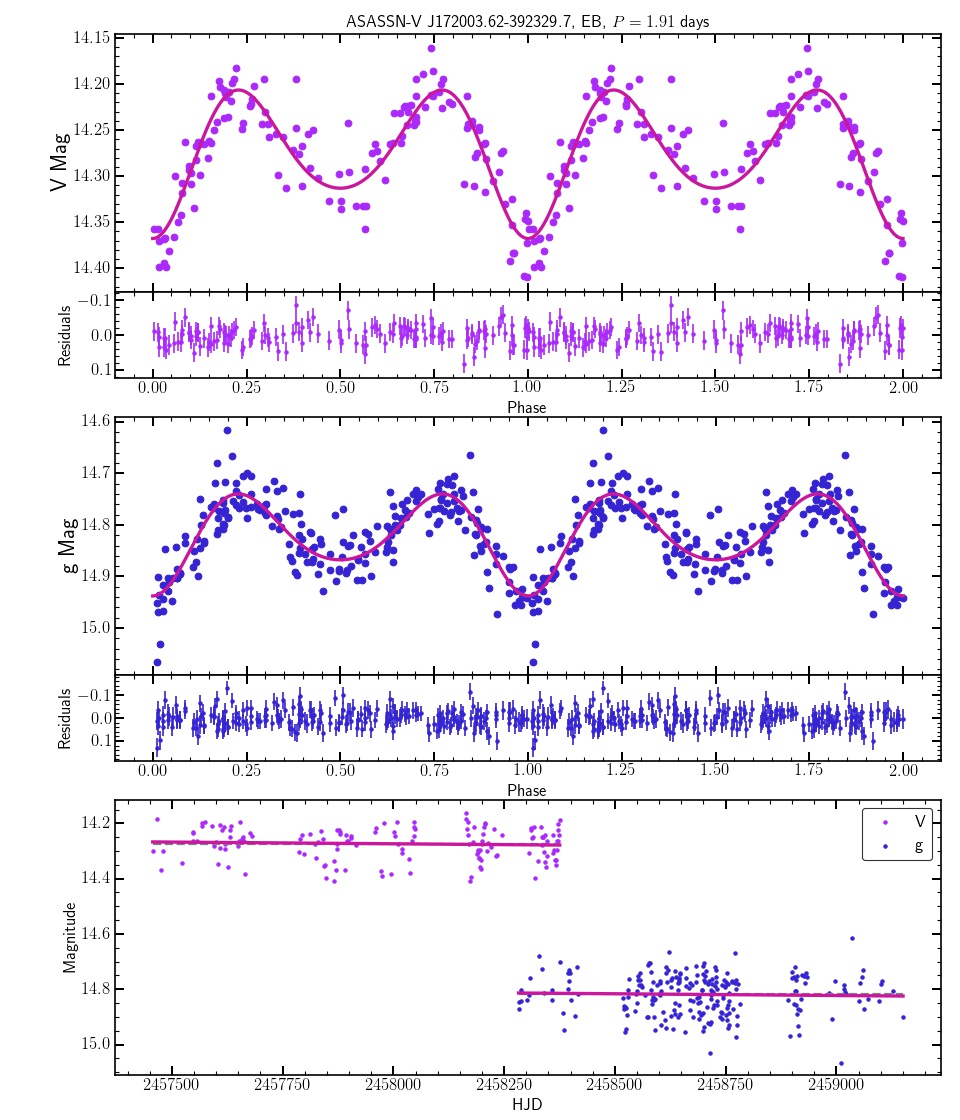 ASASSN-V J172003.62-392329.7, EB, P = 1.91 days
14.15
14.20
14.25
14.30
14.35
14.40
V Mag
−0.1
0.0
0.1
Residuals
0.00 0.25 0.50 0.75 1.00 1.25 1.50 1.75 2.00
Phase
14.6
14.7
14.8
14.9
15.0
g Mag
−0.1
0.0
0.1
Residuals
0.00 0.25 0.50 0.75 1.00 1.25 1.50 1.75 2.00
Phase
14.2
14.4
14.6
14.8
15.0
Magnitude
V
g
2457500 2457750 2458000 2458250 2458500 2458750 2459000
HJD